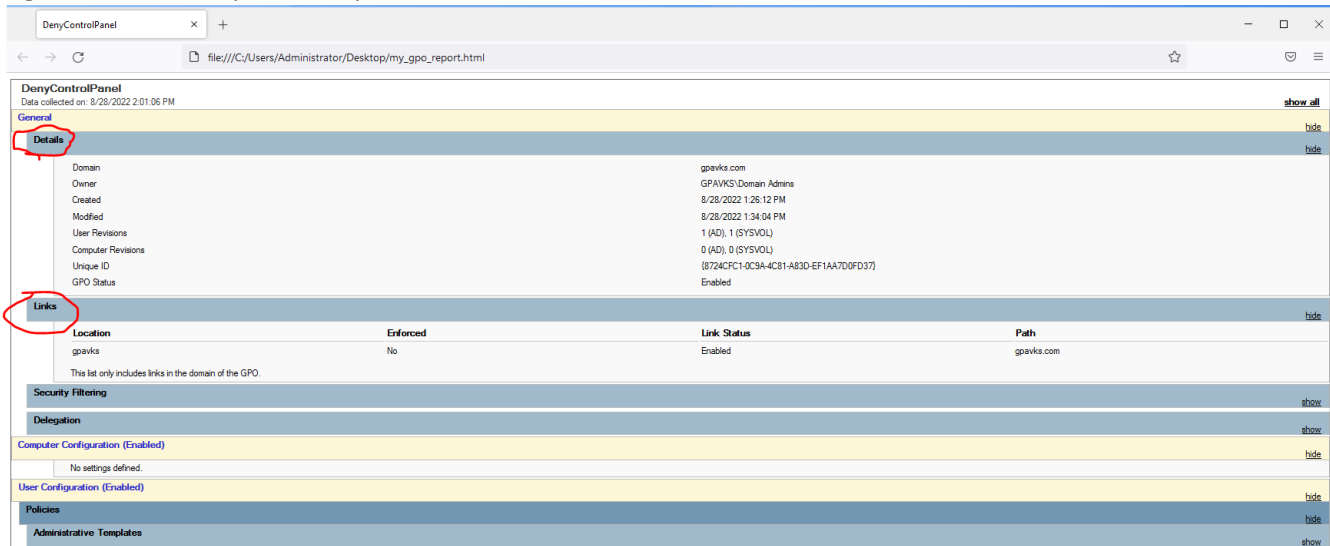 DenyControlPanel
file:///C:/Users/Administrator/Desktop/my_gpo_report.html
DenyControlPanel
Data collected on: 8/28/2022 2:01:06 PM show all
General hide
Details hide
Domain gpavks.com
Owner GPAVKS\Domain Admins
Created 8/28/2022 1:26:12 PM
Modified 8/28/2022 1:34:04 PM
User Revisions 1 (AD), 1 (SYSVOL)
Computer Revisions 0 (AD), 0 (SYSVOL)
Unique ID {8724CFC1-0C9A-4C81-A83D-EF1AA7D0FD37}
GPO Status Enabled
Links hide
Location Enforced Link Status Path
gpavks No Enabled gpavks.com
This list only includes links in the domain of the GPO.
Security Filtering show
Delegation show
Computer Configuration (Enabled) hide
No settings defined.
User Configuration (Enabled) hide
Policies hide
Administrative Templates show